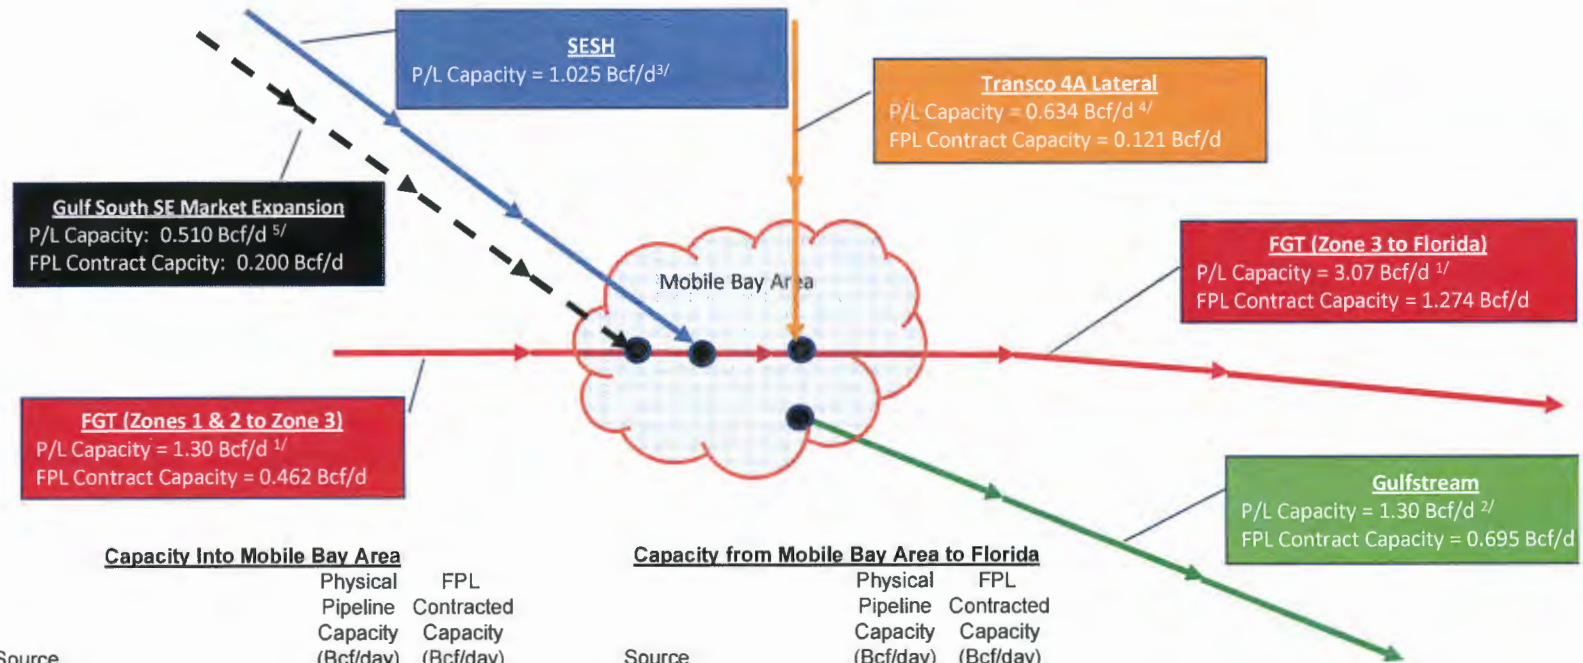 SESH
P/L Capacity = 1.025 Bcf/d 3/
Transco 4A Lateral
P/L Capacity = 0.634 Bcf/d 4/
FPL Contract Capacity = 0.121 Bcf/d
Gulf South SE Market Expansion
P/L Capacity: 0.510 Bcf/d 5/
FPL Contract Capcity: 0.200 Bcf/d
Mobile Bay Area
FGT (Zone 3 to Florida)
P/L Capacity = 3.07 Bcf/d 1/
FPL Contract Capacity = 1.274 Bcf/d
FGT (Zones 1 & 2 to Zone 3)
P/L Capacity = 1.30 Bcf/d 1/
FPL Contract Capacity = 0.462 Bcf/d
Gulfstream
P/L Capacity = 1.30 Bcf/d 2/
FPL Contract Capacity = 0.695 Bcf/d
Capacity Into Mobile Bay Area
Physical FPL
Pipeline Contracted
Capacity Capacity
Source (Bcf/day) (Bcf/day)
Capacity from Mobile Bay Area to Florida
Physical FPL
Pipeline Contracted
Capacity Capacity
Source (Bcf/day) (Bcf/day)